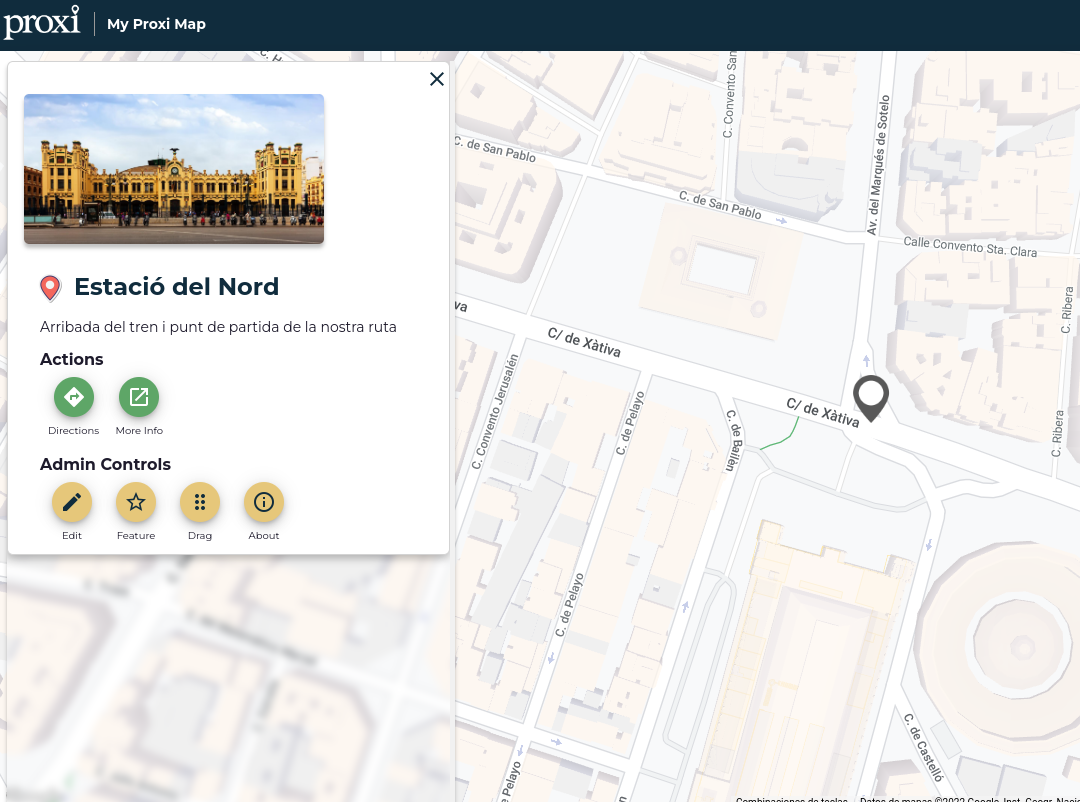 proxi
My Proxi Map
Estació del Nord
Arribada del tren i punt de partida de la nostra ruta
Actions
Directions
More Info
Admin Controls
Edit
Feature
Drag
About
C. de San Pablo
C. de San Pablo
C. Convento San
Av. del Marqués de Sotelo
Calle Convento Sta. Clara
C. Ribera
C. Ribera
C/ de Xàtiva
C/ de Xàtiva
C. Convento Jerusalén
C. de Pelayo
C. de Bailén
C. de Pelayo
C. de Castelló
Pelayo
Combinaciones de teclas
Datos de mapas ©2022 Google, Inst. Geogr. Nacio